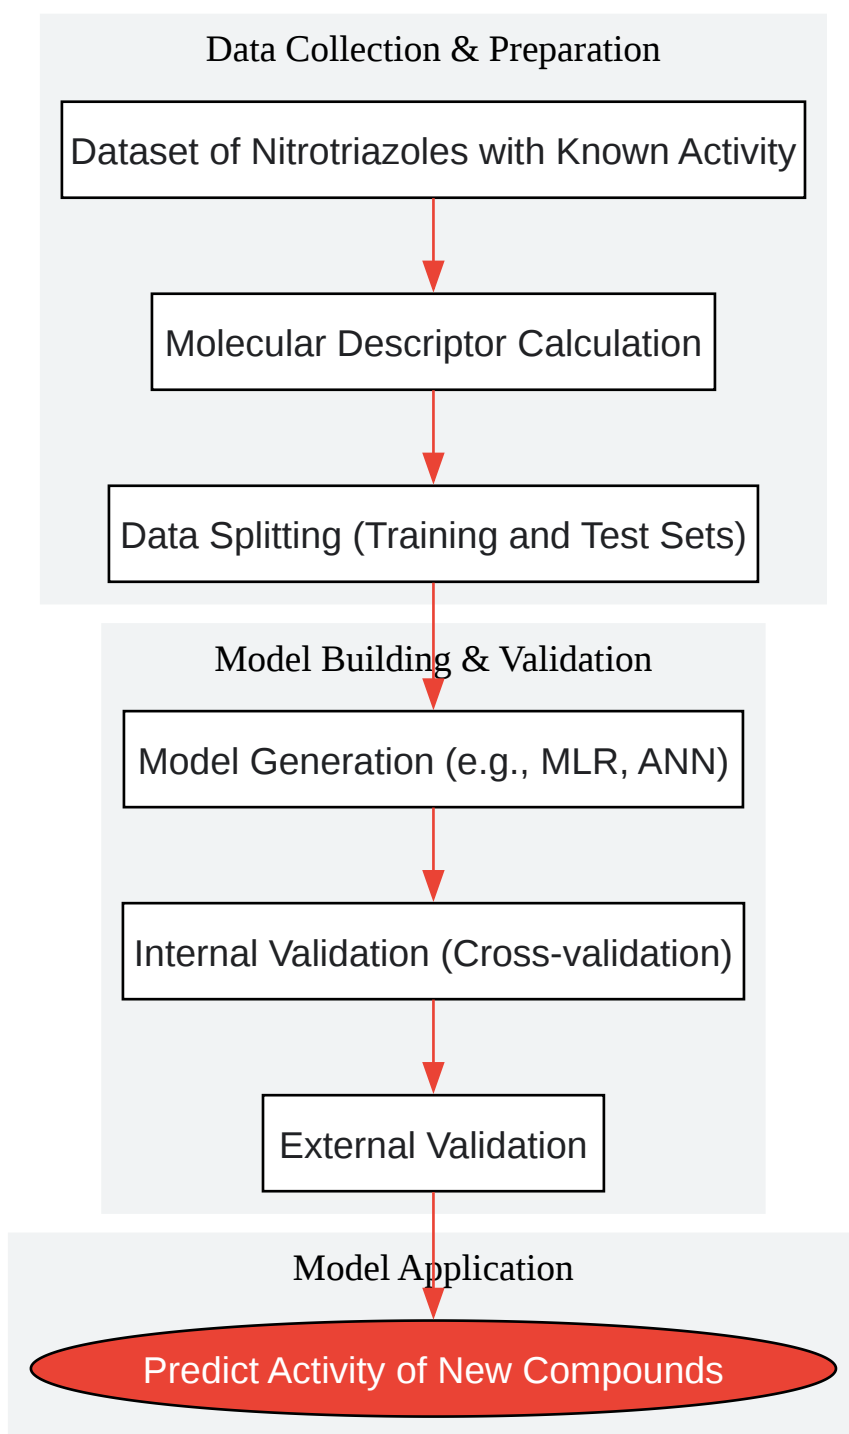 Data Collection & Preparation
Dataset of Nitrotriazoles with Known Activity
Molecular Descriptor Calculation
Data Splitting (Training and Test Sets)
Model Building & Validation
Model Generation (e.g., MLR, ANN)
Internal Validation (Cross-validation)
External Validation
Model Application
Predict Activity of New Compounds